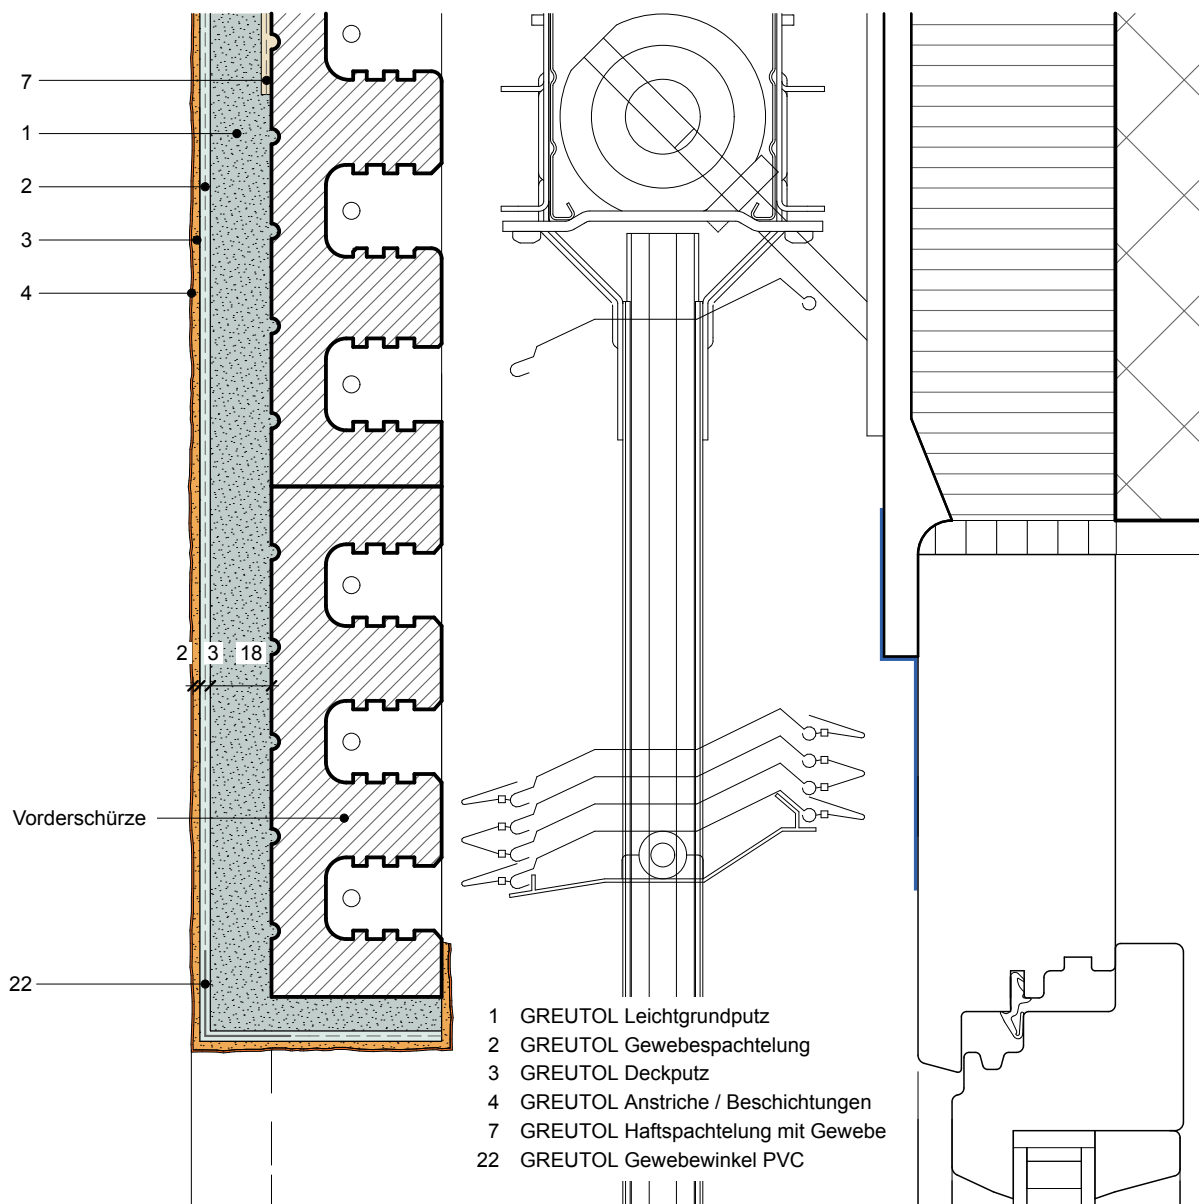 7
1
2
3
4
2 3 18
Vorderschürze
22
1 GREUTOL Leichtgrundputz
2 GREUTOL Gewebespachtelung
3 GREUTOL Deckputz
4 GREUTOL Anstriche / Beschichtungen
7 GREUTOL Haftspachtelung mit Gewebe
22 GREUTOL Gewebewinkel PVC